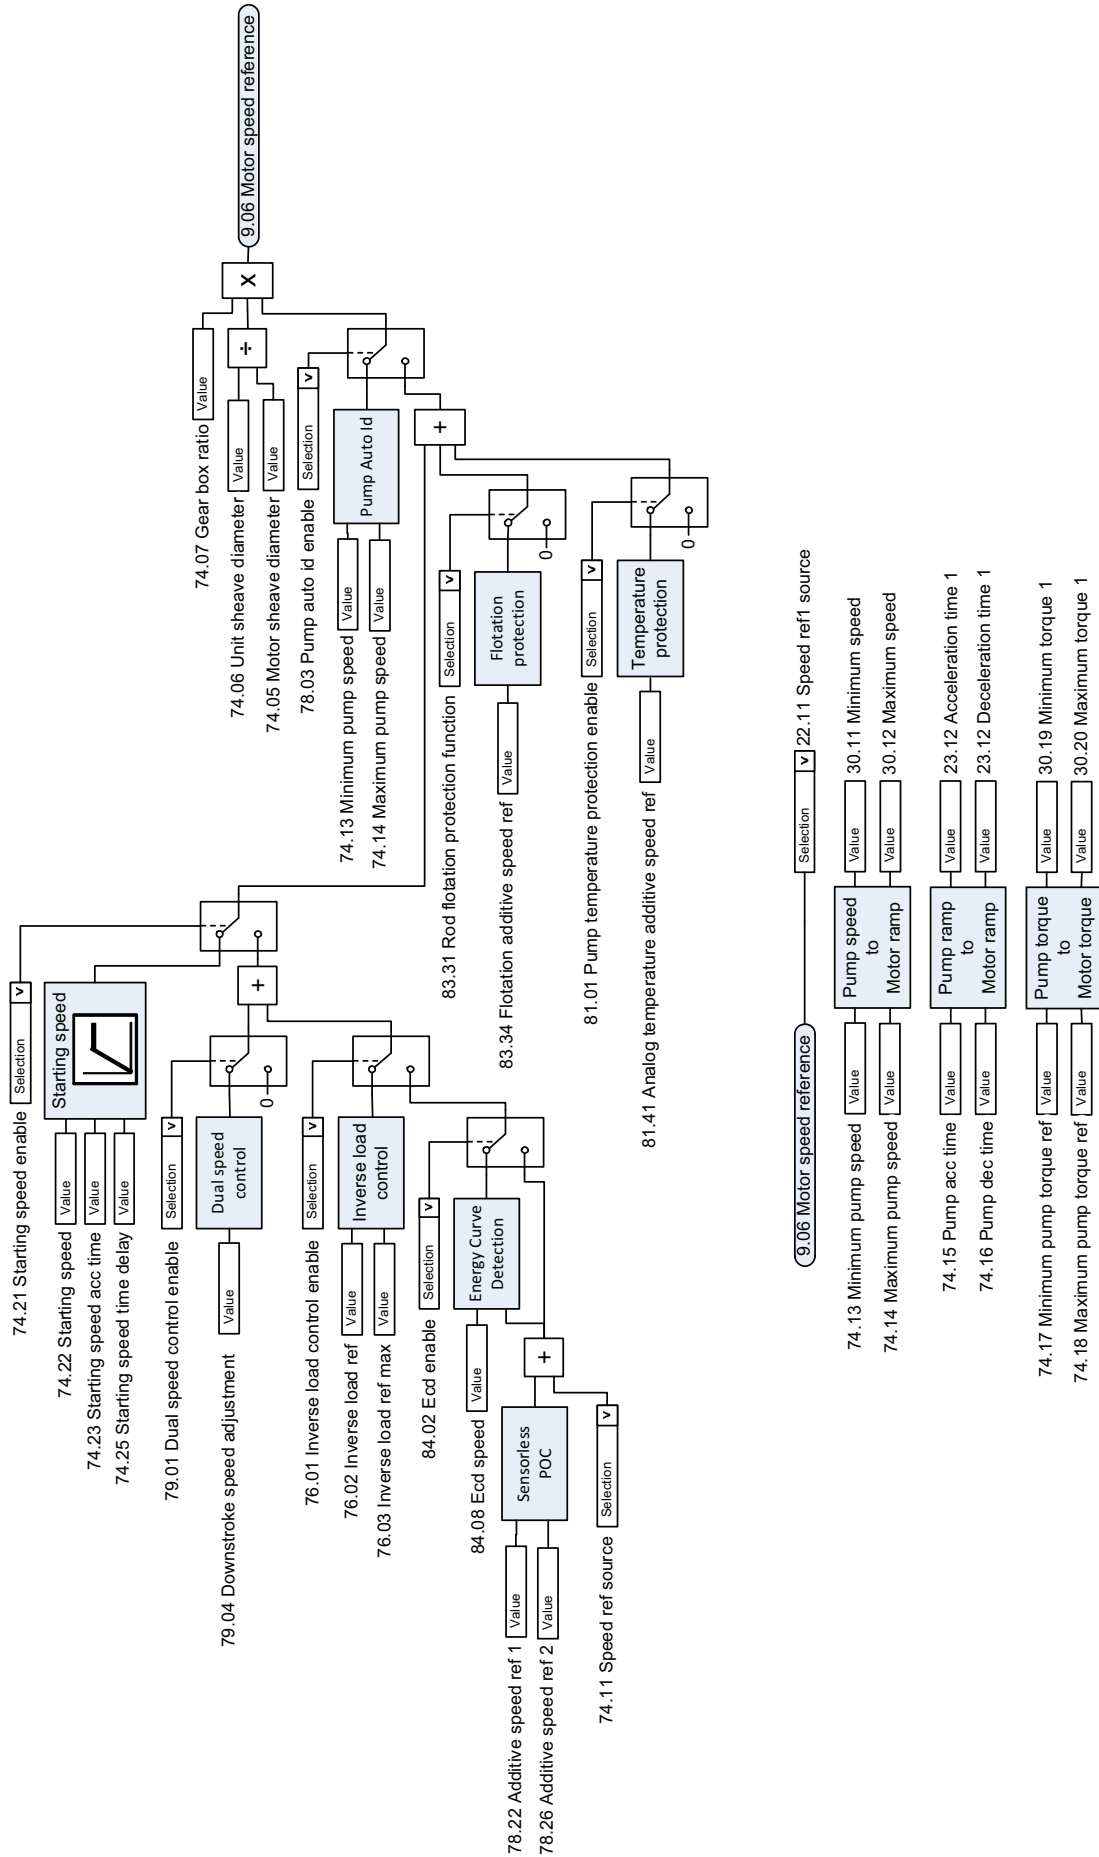 74.21 Starting speed enable
Selection
v
Starting speed
74.22 Starting speed
Value
74.23 Starting speed acc time
Value
74.25 Starting speed time delay
Value
79.01 Dual speed control enable
Selection
v
Dual speed
control
0
79.04 Downstroke speed adjustment
Value
+
76.01 Inverse load control enable
Selection
v
76.02 Inverse load ref
Value
76.03 Inverse load ref max
Value
Inverse load
control
84.02 Ecd enable
Selection
v
84.08 Ecd speed
Value
Energy Curve
Detection
+
78.22 Additive speed ref 1
Value
78.26 Additive speed ref 2
Value
Sensorless
POC
74.11 Speed ref source
Selection
v
74.07 Gear box ratio
Value
74.06 Unit sheave diameter
Value
74.05 Motor sheave diameter
Value
÷
X
9.06 Motor speed reference
78.03 Pump auto id enable
Selection
v
74.13 Minimum pump speed
Value
74.14 Maximum pump speed
Value
Pump Auto Id
+
83.31 Rod flotation protection function
Selection
v
83.34 Flotation additive speed ref
Value
Flotation
protection
0
81.01 Pump temperature protection enable
Selection
v
81.41 Analog temperature additive speed ref
Value
Temperature
protection
0
9.06 Motor speed reference
Selection
v
22.11 Speed ref1 source
74.13 Minimum pump speed
Value
74.14 Maximum pump speed
Value
Pump speed
to
Motor ramp
Value
30.11 Minimum speed
Value
30.12 Maximum speed
74.15 Pump acc time
Value
74.16 Pump dec time
Value
Pump ramp
to
Motor ramp
Value
23.12 Acceleration time 1
Value
23.12 Deceleration time 1
74.17 Minimum pump torque ref
Value
74.18 Maximum pump torque ref
Value
Pump torque
to
Motor torque
Value
30.19 Minimum torque 1
Value
30.20 Maximum torque 1